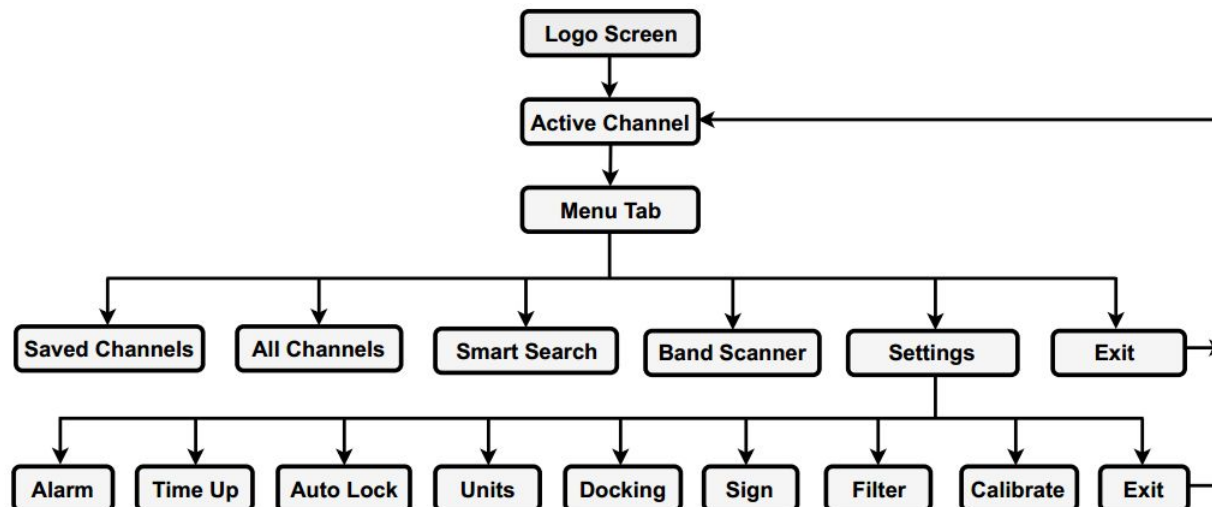 Logo Screen
Active Channel
Menu Tab
Saved Channels
All Channels
Smart Search
Band Scanner
Settings
Exit
Alarm
Time Up
Auto Lock
Units
Docking
Sign
Filter
Calibrate
Exit